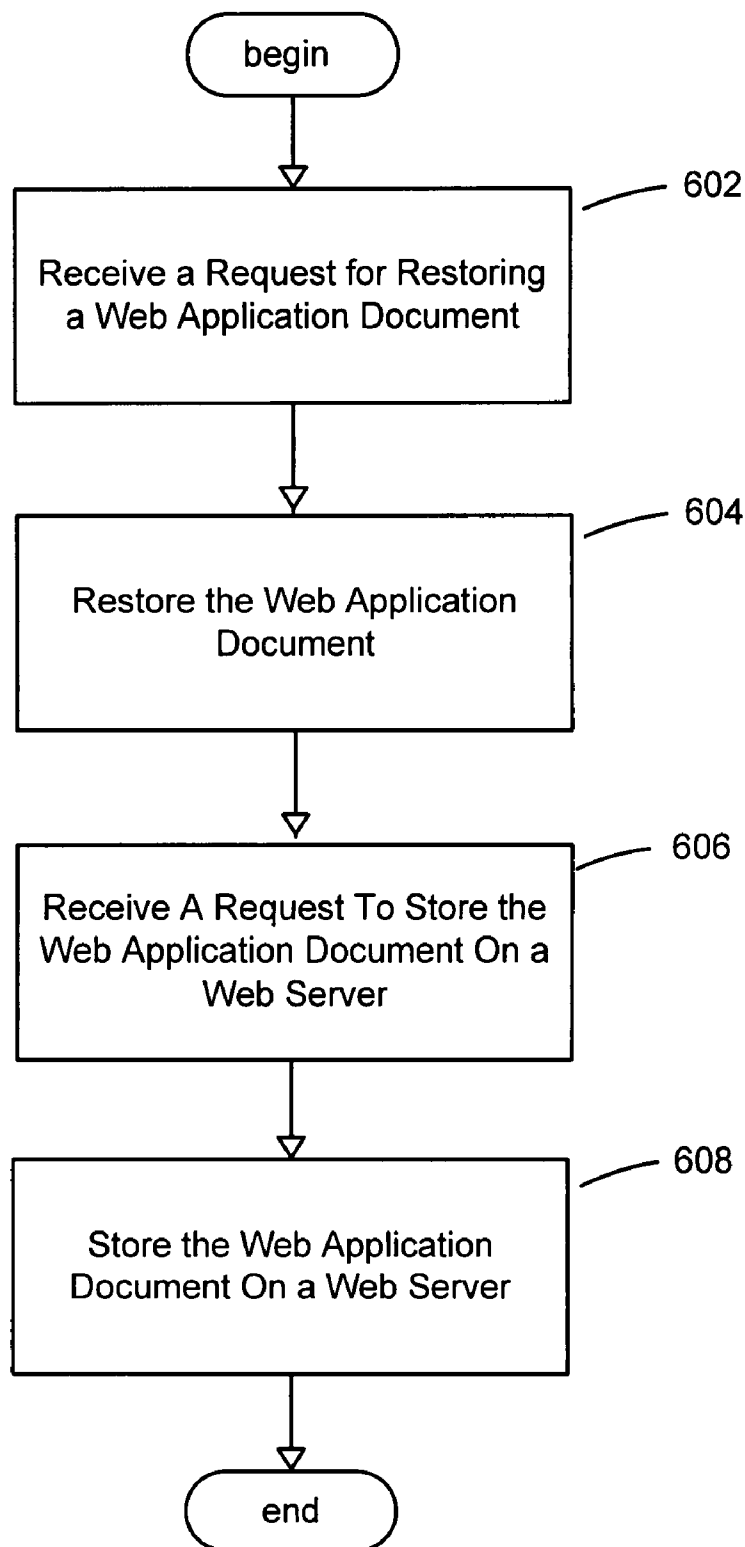 begin
602
Receive a Request for Restoring
a Web Application Document
604
Restore the Web Application
Document
606
Receive A Request To Store the
Web Application Document On a
Web Server
608
Store the Web Application
Document On a Web Server
end